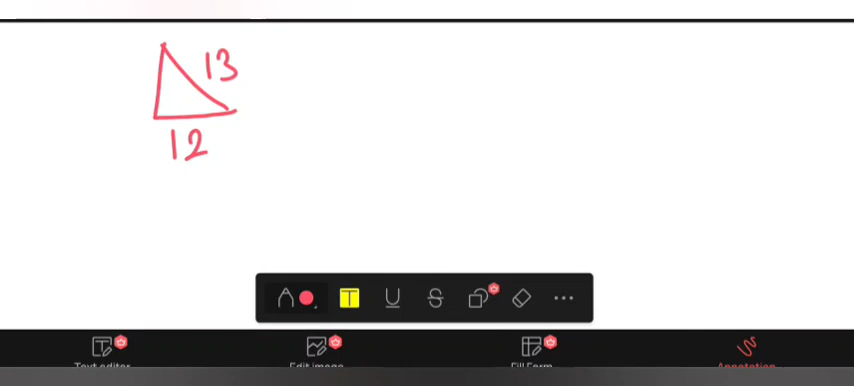 13
12
T
U
S
Text editor
Edit image
Fill Form
Annotation